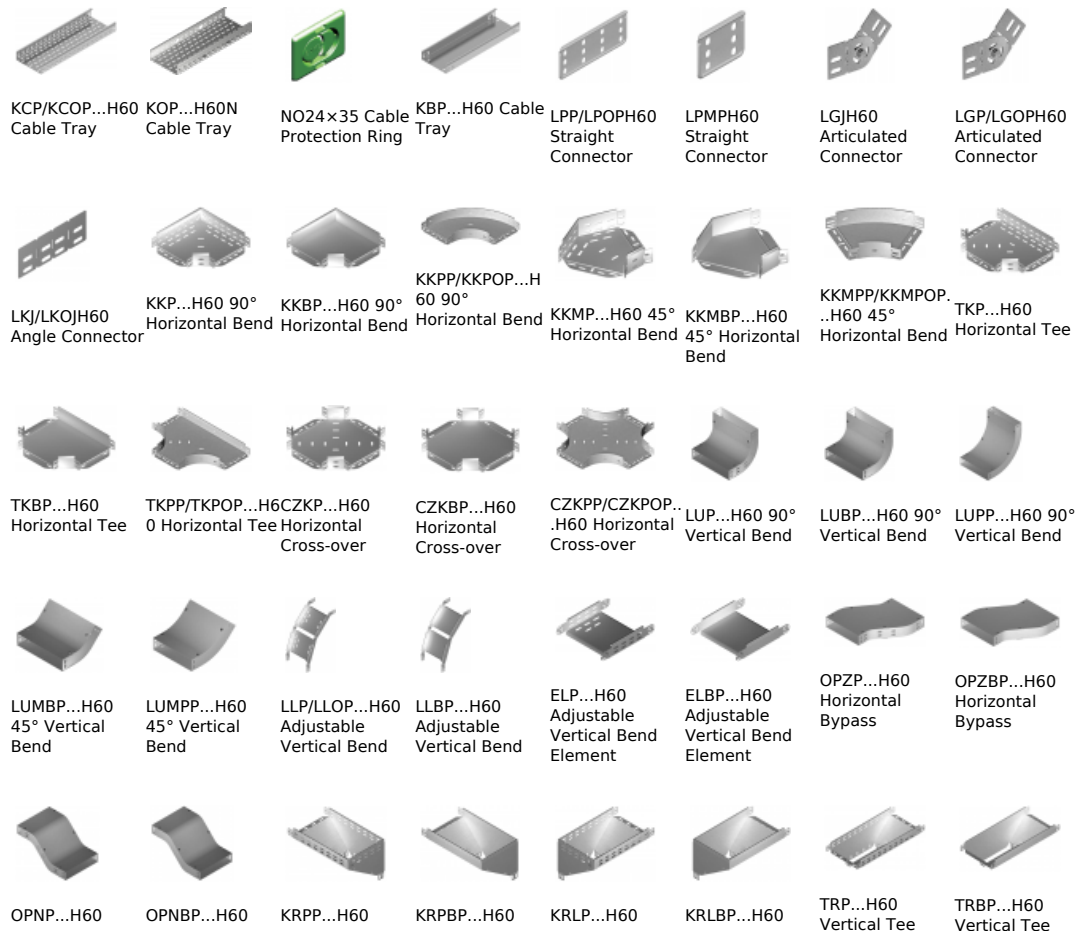 KCP/KCOP...H60
Cable Tray
KOP...H60N
Cable Tray
NO24×35 Cable
Protection Ring
KBP...H60 Cable
Tray
LPP/LPOPH60
Straight
Connector
LPMPH60
Straight
Connector
LGJH60
Articulated
Connector
LGP/LGOPH60
Articulated
Connector
LKJ/LKOJH60
Angle Connector
KKP...H60 90°
Horizontal Bend
KKBP...H60 90°
Horizontal Bend
KKPP/KKPOP...H
60 90°
Horizontal Bend
KKMP...H60 45°
Horizontal Bend
KKMBP...H60
45° Horizontal
Bend
KKMPP/KKMPOP.
..H60 45°
Horizontal Bend
TKP...H60
Horizontal Tee
TKBP...H60
Horizontal Tee
TKPP/TKPOP...H6
0 Horizontal Tee
CZKP...H60
Horizontal
Cross-over
CZKBP...H60
Horizontal
Cross-over
CZKPP/CZKPOP..
.H60 Horizontal
Cross-over
LUP...H60 90°
Vertical Bend
LUBP...H60 90°
Vertical Bend
LUPP...H60 90°
Vertical Bend
LUMBP...H60
45° Vertical
Bend
LUMPP...H60
45° Vertical
Bend
LLP/LLOP...H60
Adjustable
Vertical Bend
LLBP...H60
Adjustable
Vertical Bend
ELP...H60
Adjustable
Vertical Bend
Element
ELBP...H60
Adjustable
Vertical Bend
Element
OPZP...H60
Horizontal
Bypass
OPZBP...H60
Horizontal
Bypass
OPNP...H60
OPNBP...H60
KRPP...H60
KRPBP...H60
KRLP...H60
KRLBP...H60
TRP...H60
Vertical Tee
TRBP...H60
Vertical Tee